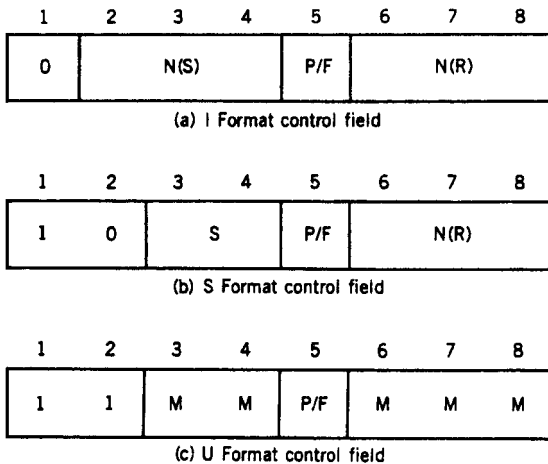 1 2 3 4 5 6 7 8
0 N(S) P/F N(R)
(a) I Format control field
1 2 3 4 5 6 7 8
1 0 S P/F N(R)
(b) S Format control field
1 2 3 4 5 6 7 8
1 1 M M P/F M M M
(c) U Format control field